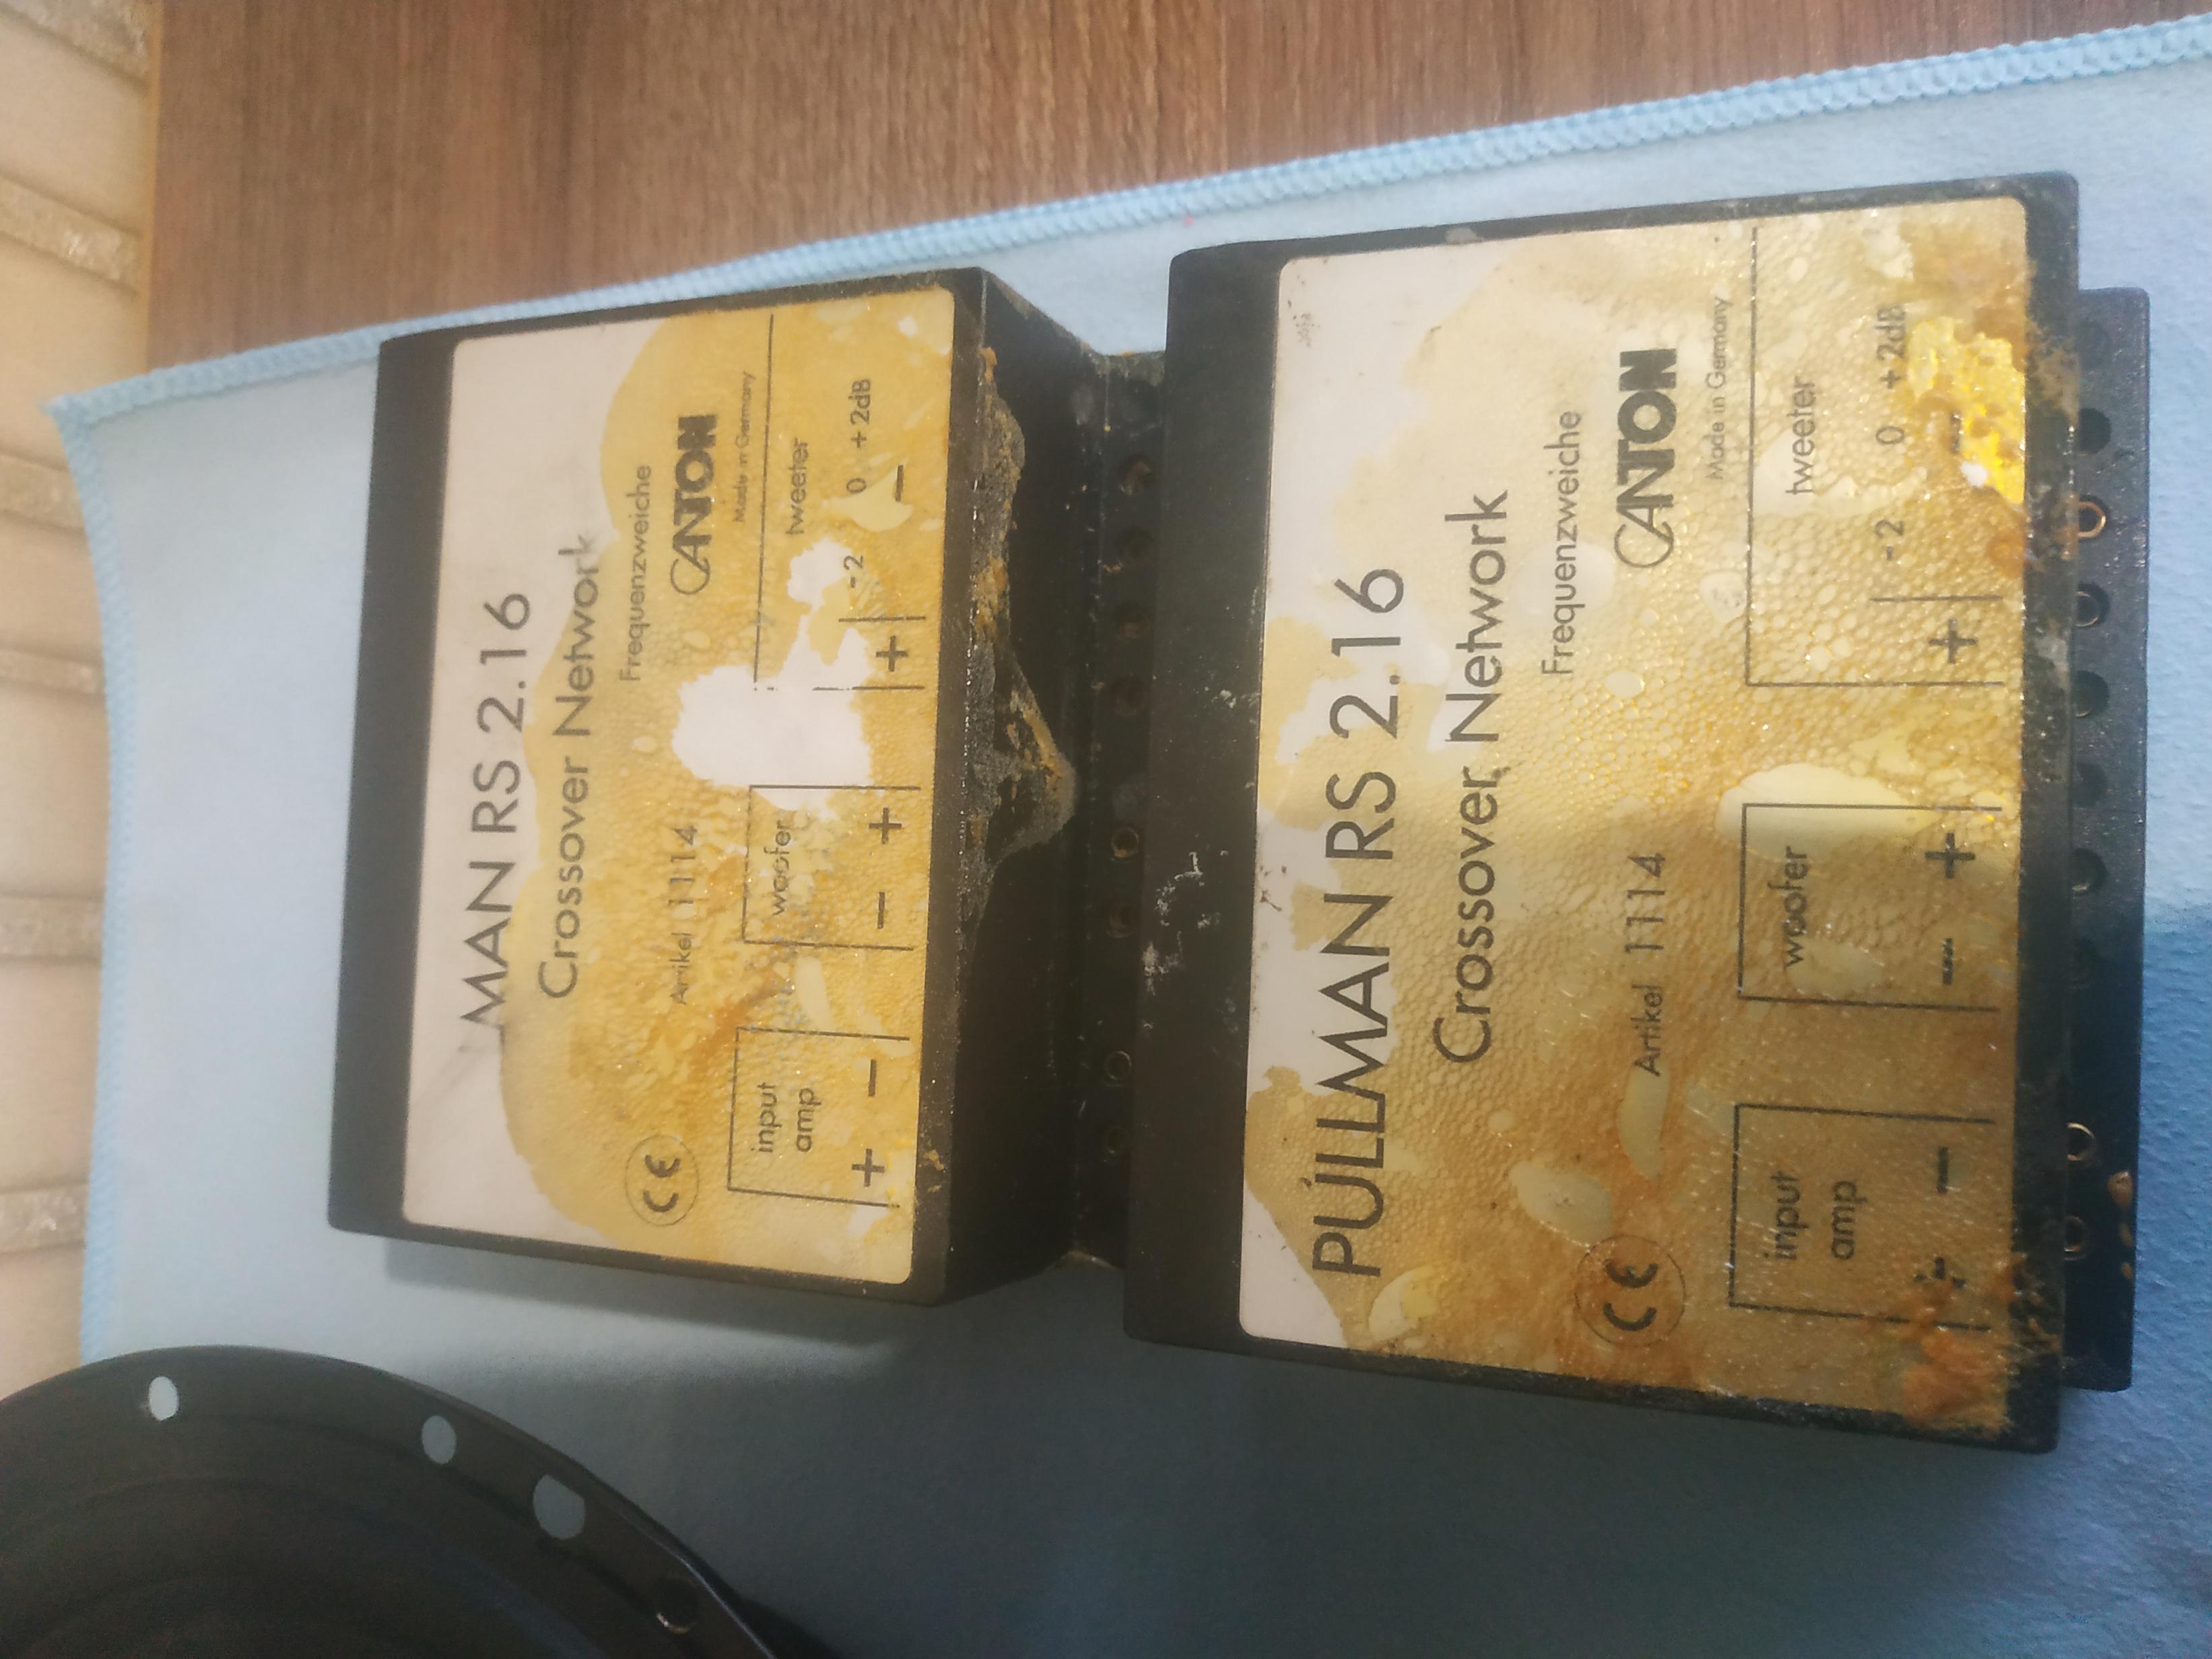 MAN RS 2.16
Crossover Network
Frequenzweiche
Artikel 1114
CANTON
Made in Germany
CE
input
amp
woofer
tweeter
-2 0 +2dB
+ − − + + −
PULLMAN RS 2.16
Crossover Network
Frequenzweiche
Artikel 1114
CANTON
Made in Germany
CE
input
amp
woofer
tweeter
-2 0 +2dB
+ − − + + −